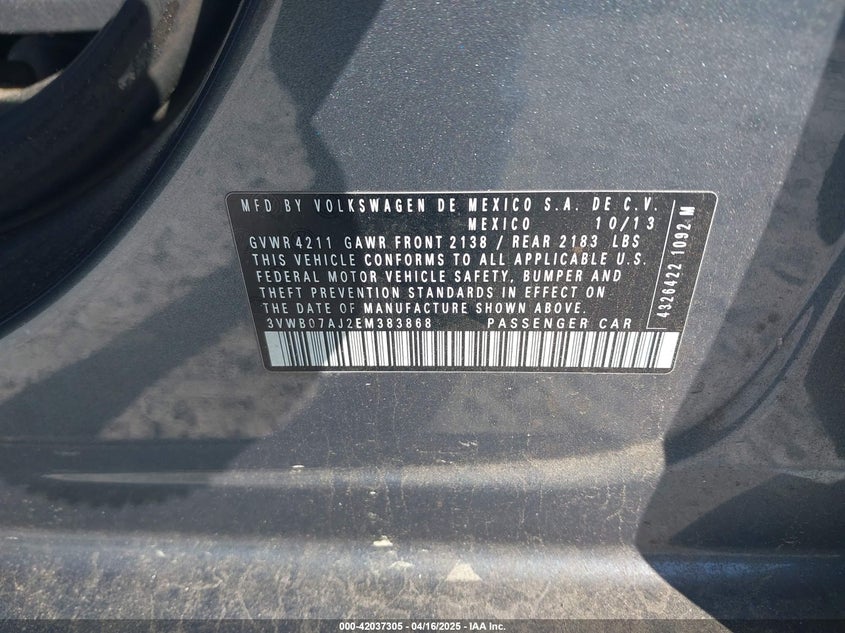 MFD BY VOLKSWAGEN DE MEXICO S.A. DE C.V.
MEXICO 10/13
GVWR 4211 GAWR FRONT 2138 / REAR 2183 LBS
THIS VEHICLE CONFORMS TO ALL APPLICABLE U.S.
FEDERAL MOTOR VEHICLE SAFETY, BUMPER AND
THEFT PREVENTION STANDARDS IN EFFECT ON
THE DATE OF MANUFACTURE SHOWN ABOVE.
3VWB07AJ2EM383868 PASSENGER CAR
4326422 1092 M
000-42037305 - 04/16/2025 - IAA Inc.